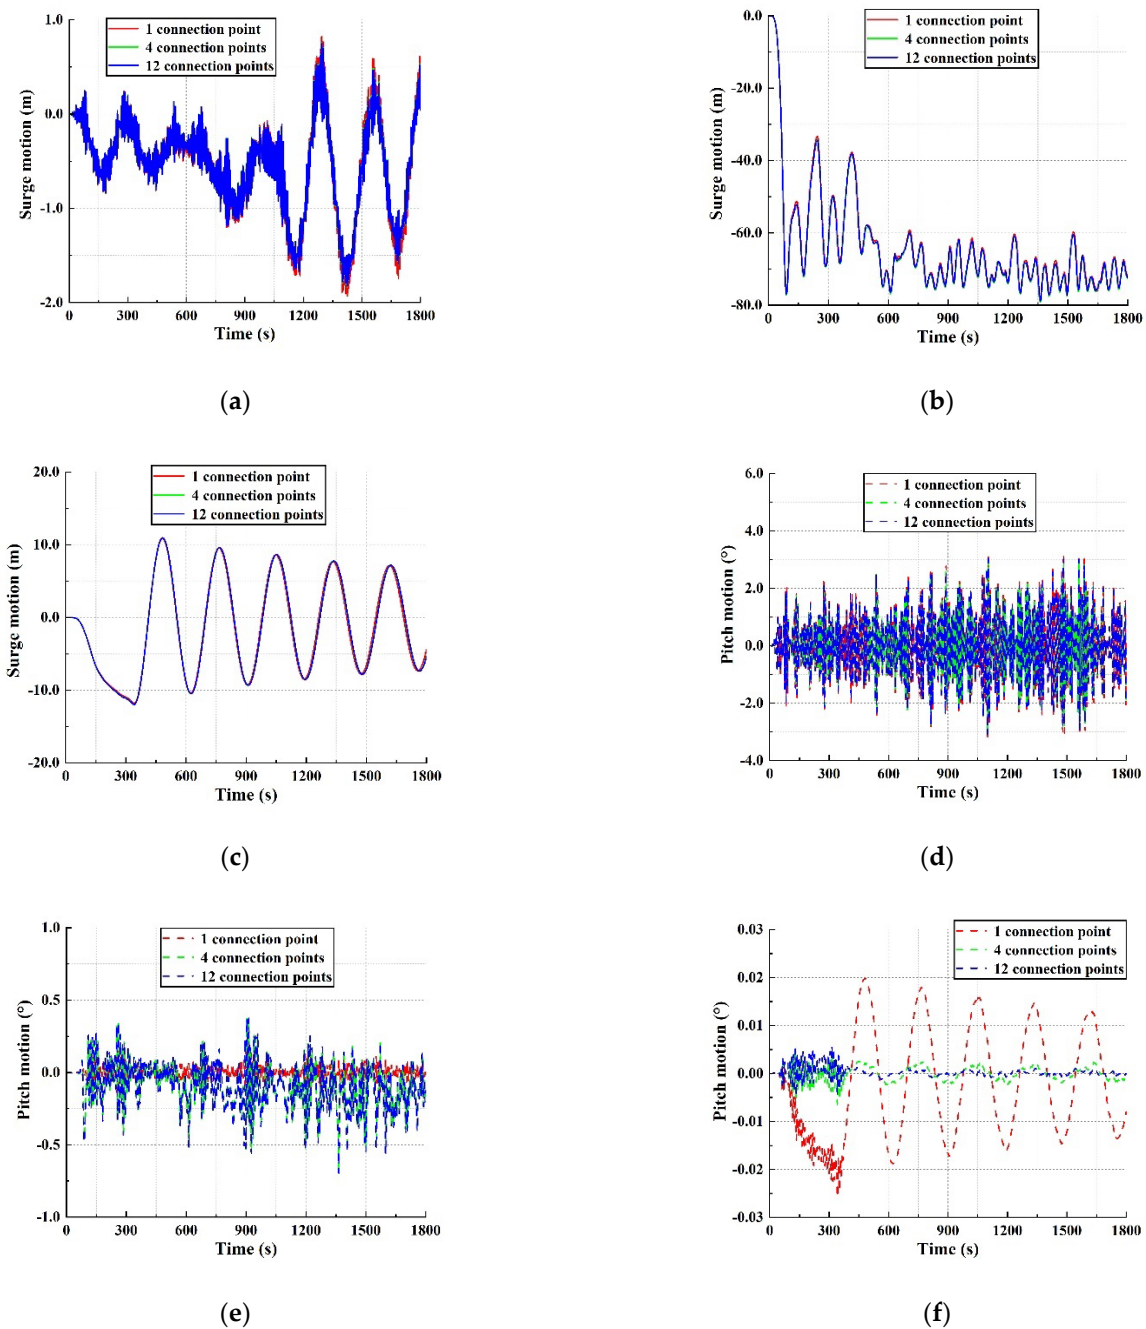 1 connection point
4 connection points
12 connection points
1.0
0.0
-1.0
-2.0
Surge motion (m)
0 300 600 900 1200 1500 1800
Time (s)
(a)
1 connection point
4 connection points
12 connection points
0.0
-20.0
-40.0
-60.0
-80.0
Surge motion (m)
0 300 600 900 1200 1500 1800
Time (s)
(b)
1 connection point
4 connection points
12 connection points
20.0
10.0
0.0
-10.0
-20.0
Surge motion (m)
0 300 600 900 1200 1500 1800
Time (s)
(c)
1 connection point
4 connection points
12 connection points
6.0
4.0
2.0
0.0
-2.0
-4.0
Pitch motion (°)
0 300 600 900 1200 1500 1800
Time (s)
(d)
1 connection point
4 connection points
12 connection points
1.0
0.5
0.0
-0.5
-1.0
Pitch motion (°)
0 300 600 900 1200 1500 1800
Time (s)
(e)
1 connection point
4 connection points
12 connection points
0.03
0.02
0.01
0.00
-0.01
-0.02
-0.03
Pitch motion (°)
0 300 600 900 1200 1500 1800
Time (s)
(f)